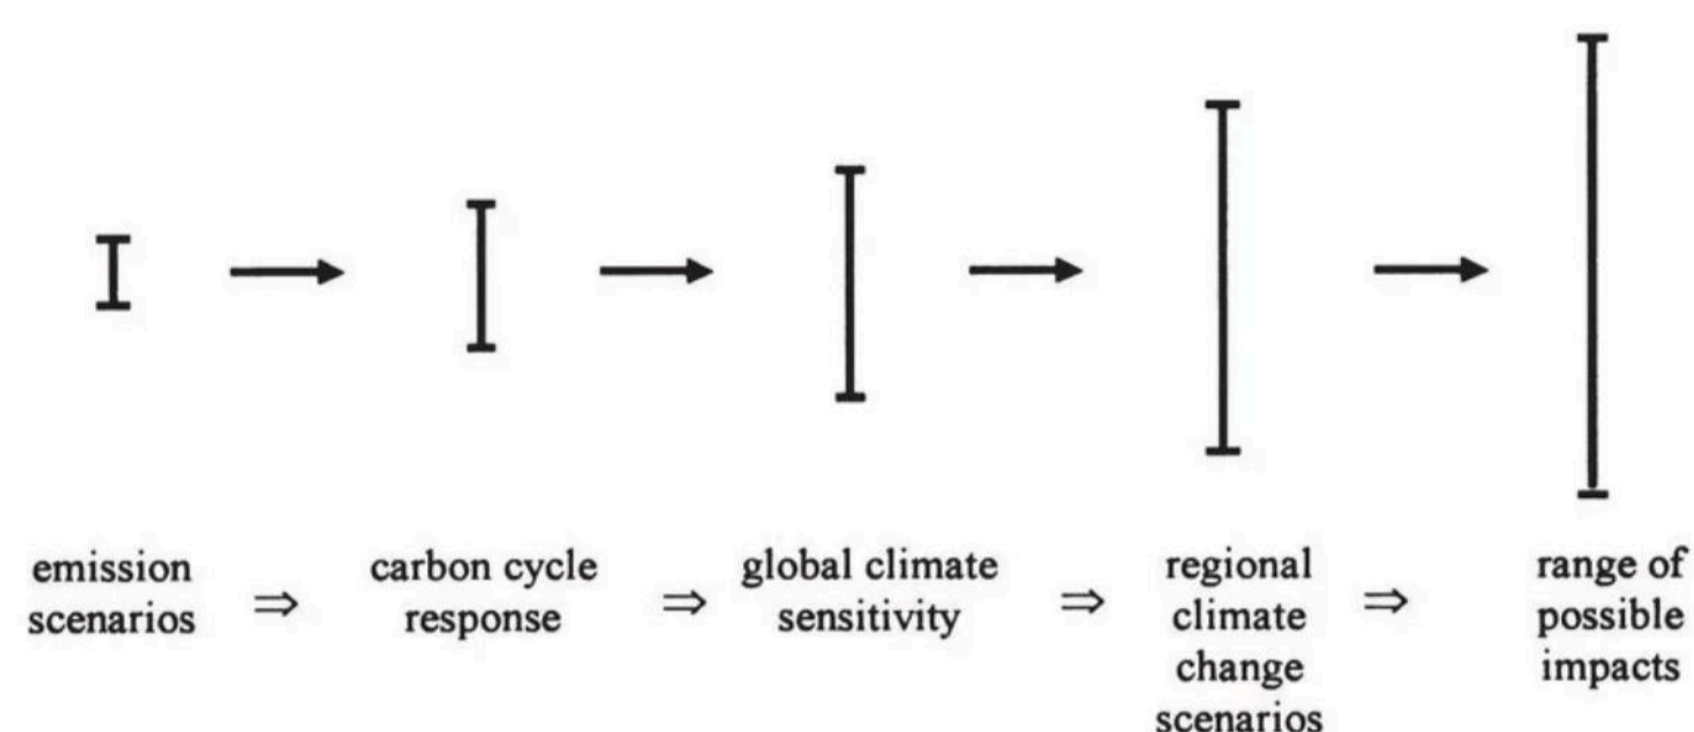 emission
scenarios
⇒
carbon cycle
response
⇒
global climate
sensitivity
⇒
regional
climate
change
scenarios
⇒
range of
possible
impacts